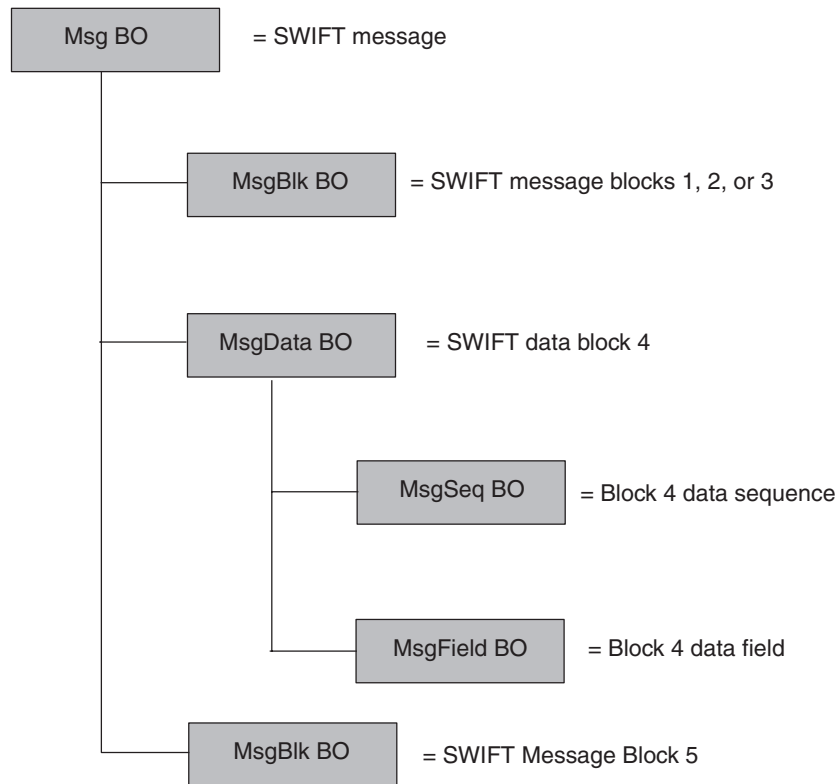 Msg BO = SWIFT message
MsgBlk BO = SWIFT message blocks 1, 2, or 3
MsgData BO = SWIFT data block 4
MsgSeq BO = Block 4 data sequence
MsgField BO = Block 4 data field
MsgBlk BO = SWIFT Message Block 5